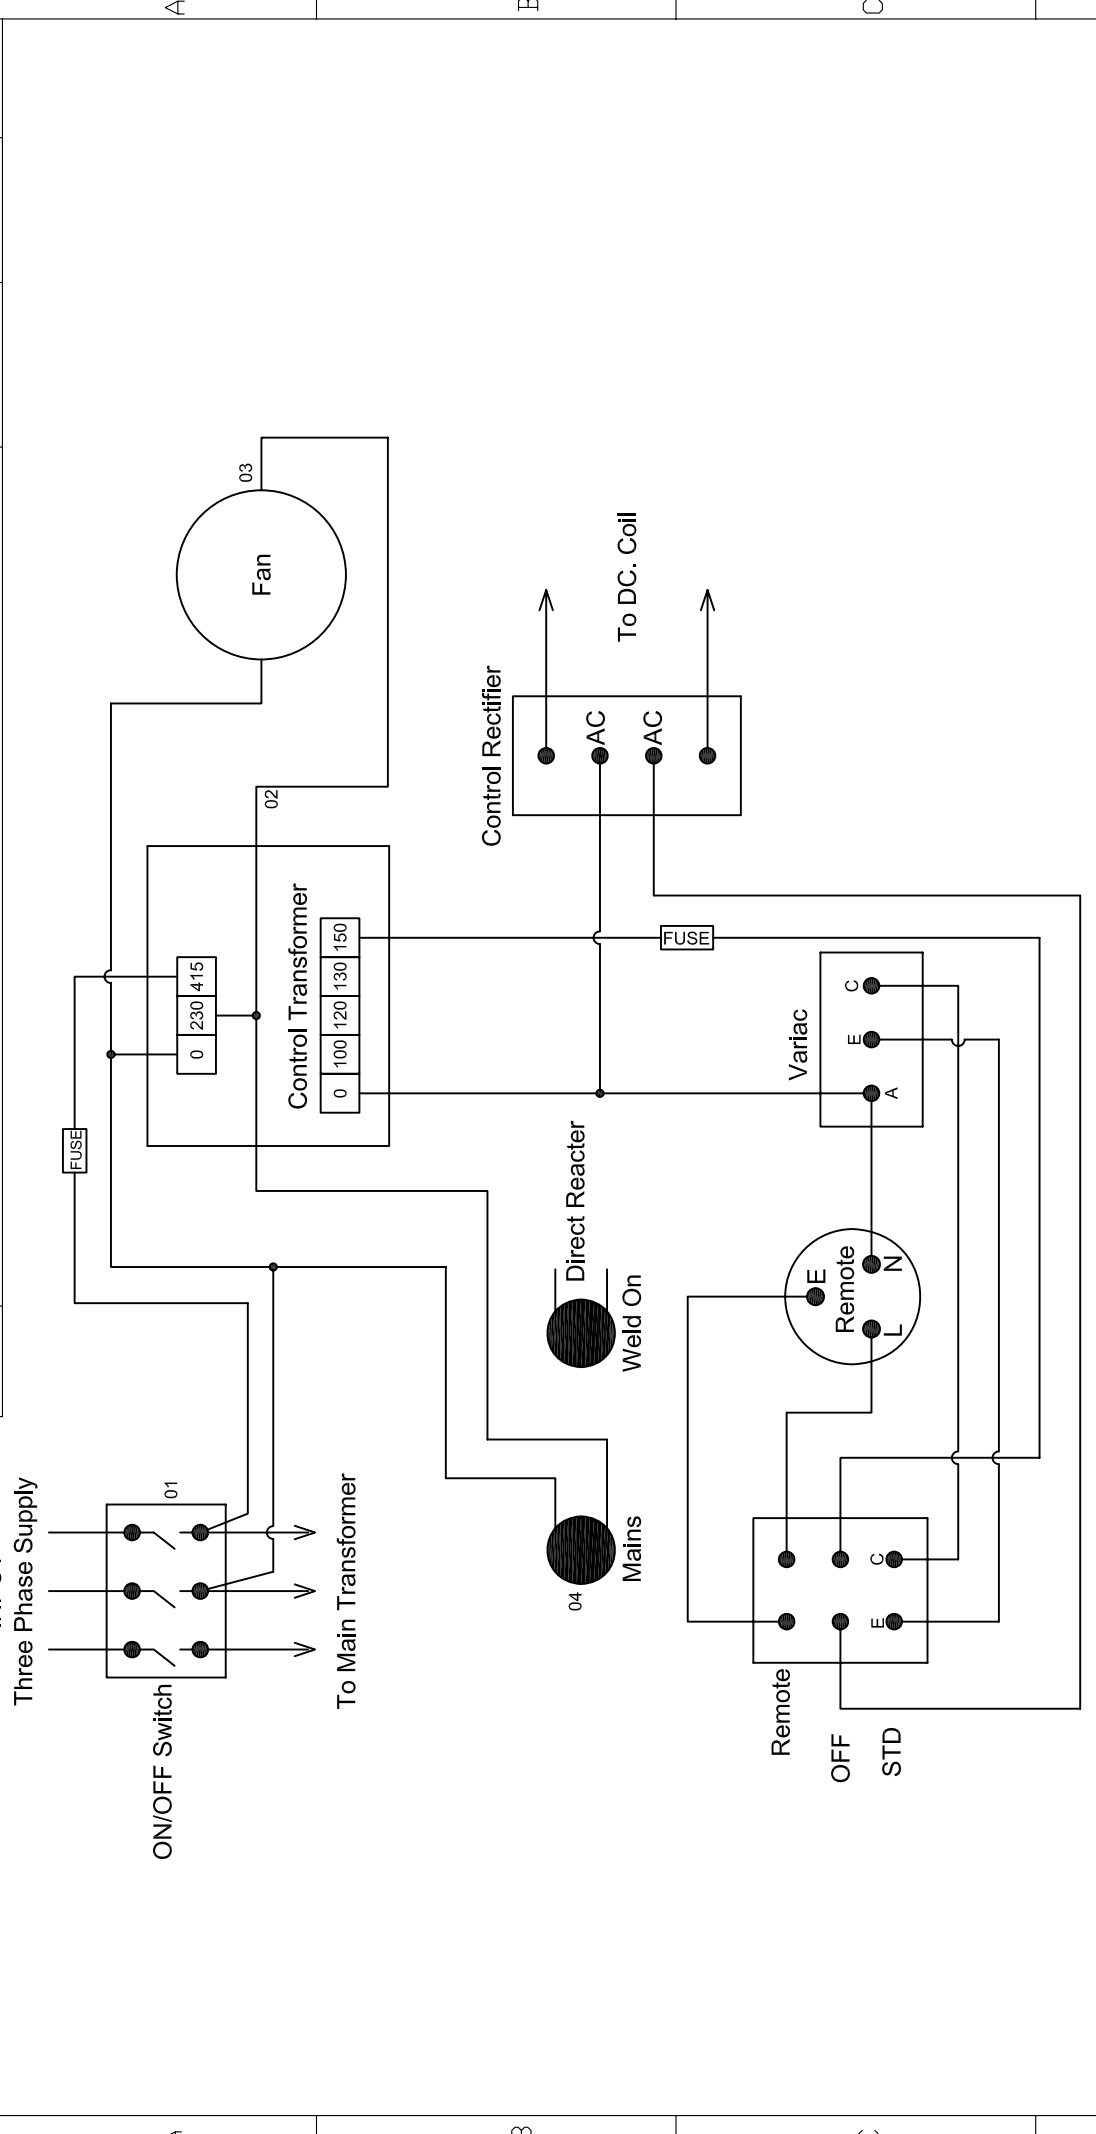 A
B
C
Three Phase Supply
ON/OFF Switch
01
To Main Transformer
FUSE
0
230
415
Control Transformer
0
100
120
130
150
02
03
Fan
Control Rectifier
AC
AC
To DC. Coil
FUSE
Direct Reacter
Weld On
04
Mains
Variac
A
E
C
E
Remote
L
N
C
E
Remote
OFF
STD